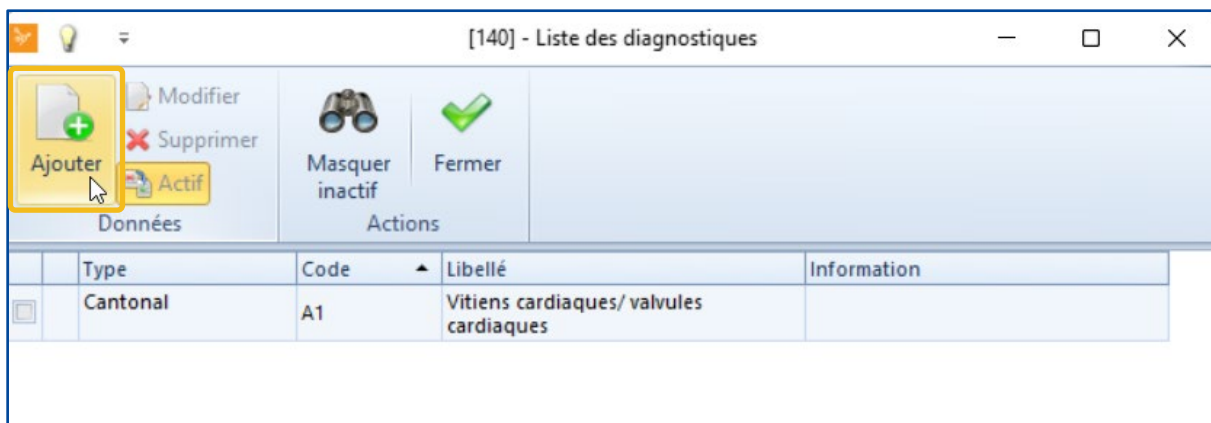 [140] - Liste des diagnostiques
Modifier
Supprimer
Ajouter
Actif
Données
Masquer
inactif
Fermer
Actions
Type Code Libellé Information
Cantonal A1 Vitiens cardiaques/ valvules
cardiaques